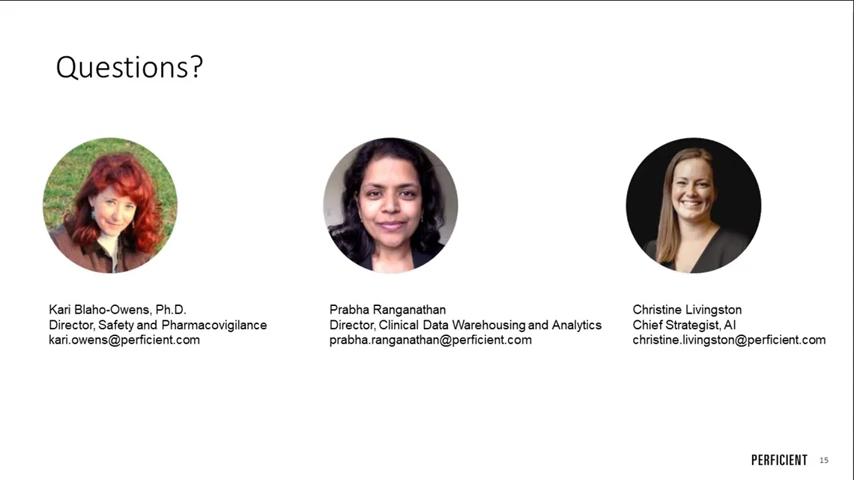 Questions?
Kari Blaho-Owens, Ph.D.
Director, Safety and Pharmacovigilance
kari.owens@perficient.com
Prabha Ranganathan
Director, Clinical Data Warehousing and Analytics
prabha.ranganathan@perficient.com
Christine Livingston
Chief Strategist, AI
christine.livingston@perficient.com
PERFICIENT 15